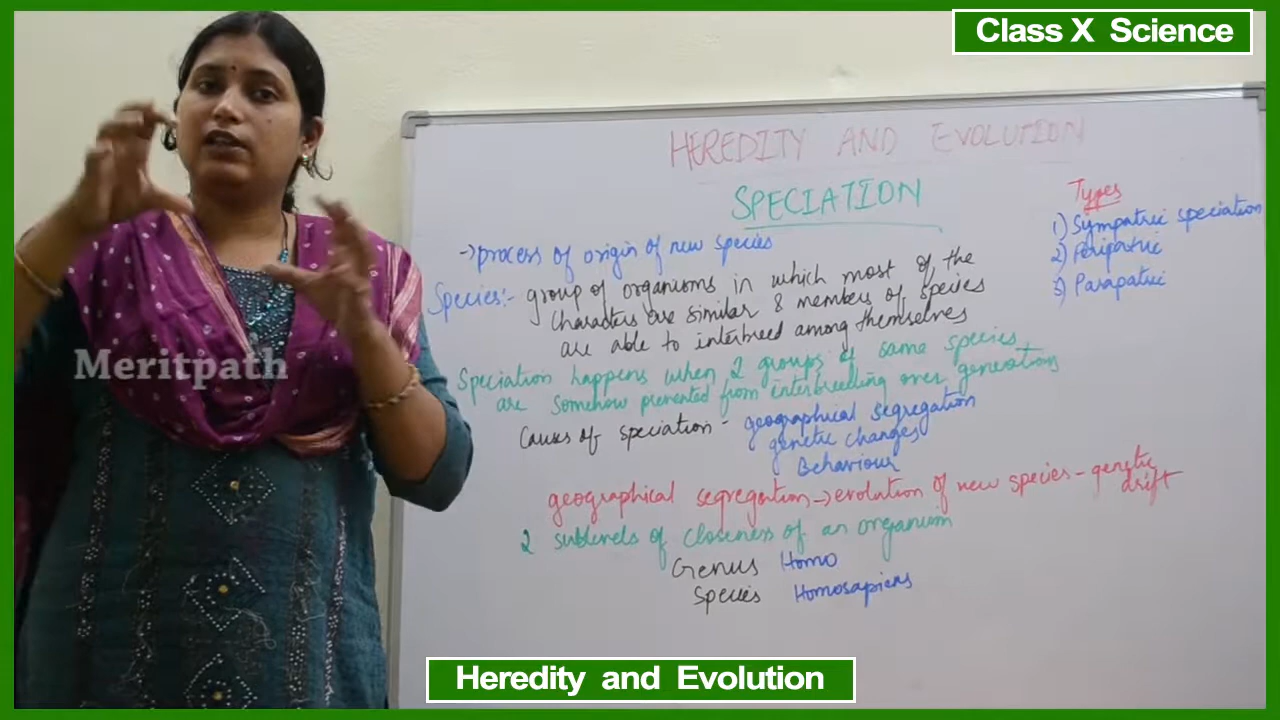 Class X Science
HEREDITY AND EVOLUTION
SPECIATION
→process of origin of new species
Species:- group of organisms in which most of the
characters are similar & members of species
are able to interbreed among themselves
Speciation happens when 2 groups of same species
are somehow prevented from interbreeding over generations
Causes of speciation - geographical segregation
genetic changes
Behaviour
geographical segregation → evolution of new species - genetic
drift
2 sublevels of closeness of an organism
Genus Homo
Species Homosapiens
Types
1) Sympatric speciation
2) Peripatric
3) Parapatric
Meritpath
Heredity and Evolution